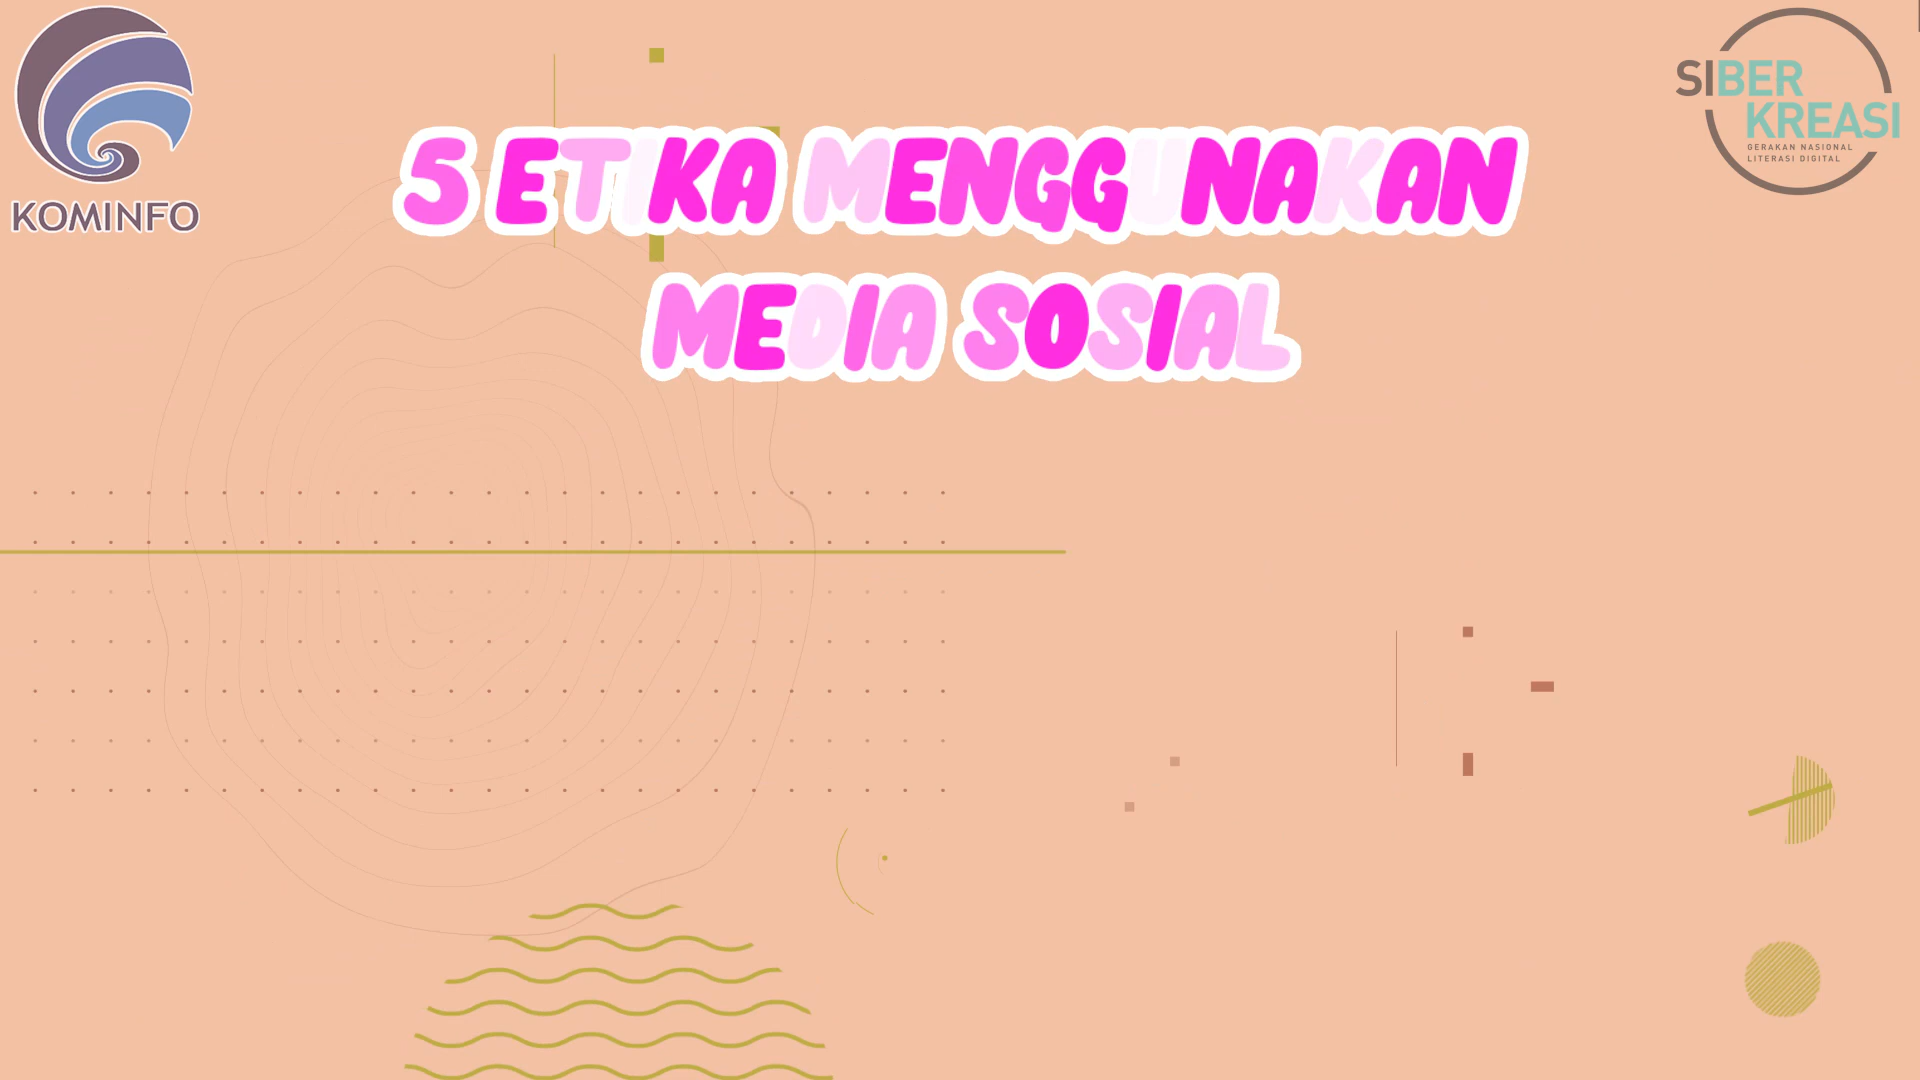 KOMINFO
SIBER
KREASI
GERAKAN NASIONAL
LITERASI DIGITAL
5 ETIKA MENGGUNAKAN
MEDIA SOSIAL